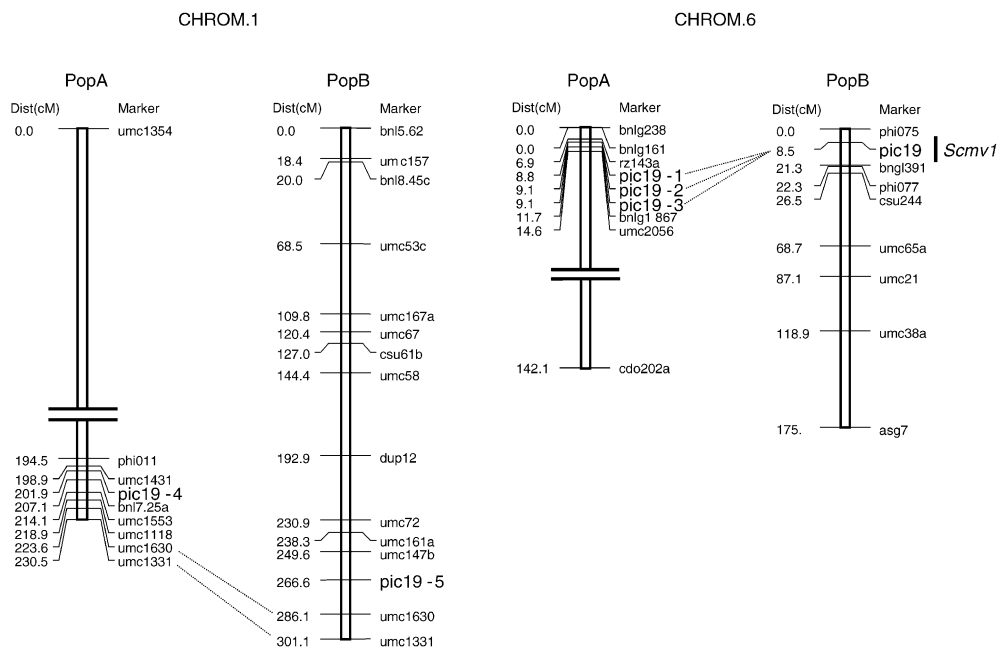 CHROM.1
PopA
Dist(cM) Marker
0.0 umc1354
194.5 phi011
198.9 umc1431
201.9 pic19 -4
207.1 bnl7.25a
214.1 umc1553
218.9 umc1118
223.6 umc1630
230.5 umc1331
PopB
Dist(cM) Marker
0.0 bnl5.62
18.4 umc157
20.0 bnl8.45c
68.5 umc53c
109.8 umc167a
120.4 umc67
127.0 csu61b
144.4 umc58
192.9 dup12
230.9 umc72
238.3 umc161a
249.6 umc147b
266.6 pic19 -5
286.1 umc1630
301.1 umc1331
CHROM.6
PopA
Dist(cM) Marker
0.0 bnlg238
0.0 bnlg161
6.9 rz143a
8.8 pic19 -1
9.1 pic19 -2
9.1 pic19 -3
11.7 bnlg1 867
14.6 umc2056
142.1 cdo202a
PopB
Dist(cM) Marker
0.0 phi075
8.5 pic19 Scmv1
21.3 bngl391
22.3 phi077
26.5 csu244
68.7 umc65a
87.1 umc21
118.9 umc38a
175. asg7